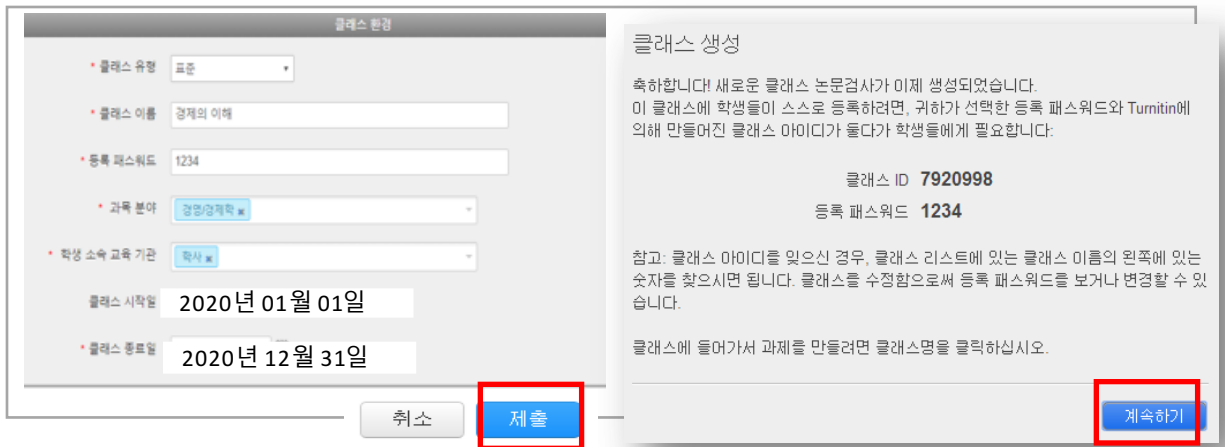 클래스 환경
* 클래스 유형 표준
* 클래스 이름 경제의 이해
* 등록 패스워드 1234
* 과목 분야 경영/경제학 x
* 학생 소속 교육 기관 학사 x
클래스 시작일 2020년 01월 01일
* 클래스 종료일 2020년 12월 31일
취소 제출
클래스 생성
축하합니다! 새로운 클래스 논문검사가 이제 생성되었습니다.
이 클래스에 학생들이 스스로 등록하려면, 귀하가 선택한 등록 패스워드와 Turnitin에
의해 만들어진 클래스 아이디가 둘다가 학생들에게 필요합니다:
클래스 ID 7920998
등록 패스워드 1234
참고: 클래스 아이디를 잊으신 경우, 클래스 리스트에 있는 클래스 이름의 왼쪽에 있는
숫자를 찾으시면 됩니다. 클래스를 수정함으로써 등록 패스워드를 보거나 변경할 수 있
습니다.
클래스에 들어가서 과제를 만들려면 클래스명을 클릭하십시오.
계속하기